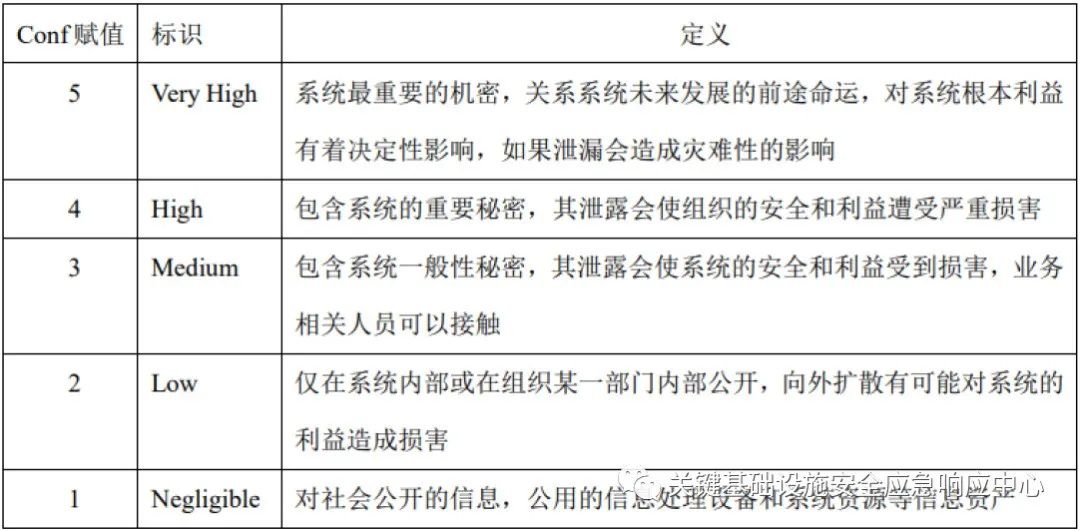 Conf赋值 标识 定义
5 Very High 系统最重要的机密，关系系统未来发展的前途命运，对系统根本利益
有着决定性影响，如果泄漏会造成灾难性的影响
4 High 包含系统的重要秘密，其泄露会使组织的安全和利益遭受严重损害
3 Medium 包含系统一般性秘密，其泄露会使系统的安全和利益受到损害，业务
相关人员可以接触
2 Low 仅在系统内部或在组织某一部门内部公开，向外扩散有可能对系统的
利益造成损害
1 Negligible 对社会公开的信息，公用的信息处理设备和系统资源等信息资产
关键基础设施安全应急响应中心